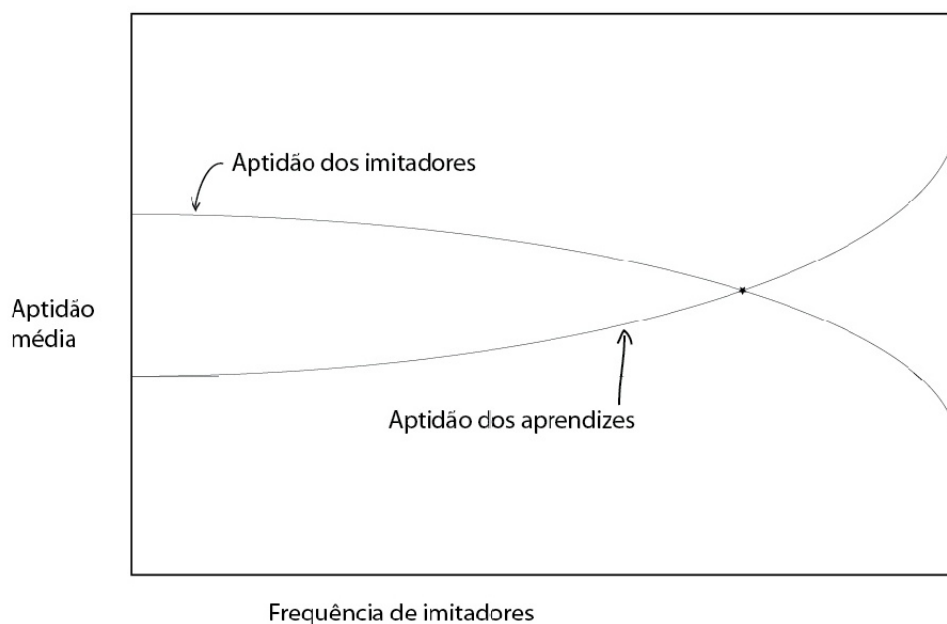 Aptidão dos imitadores
Aptidão
média
Aptidão dos aprendizes
Frequência de imitadores